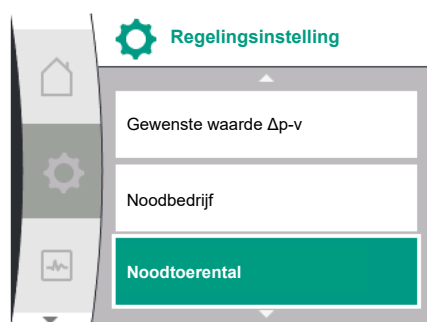 Regelingsinstelling
Gewenste waarde Δp-v
Noodbedrijf
Noodtoerental